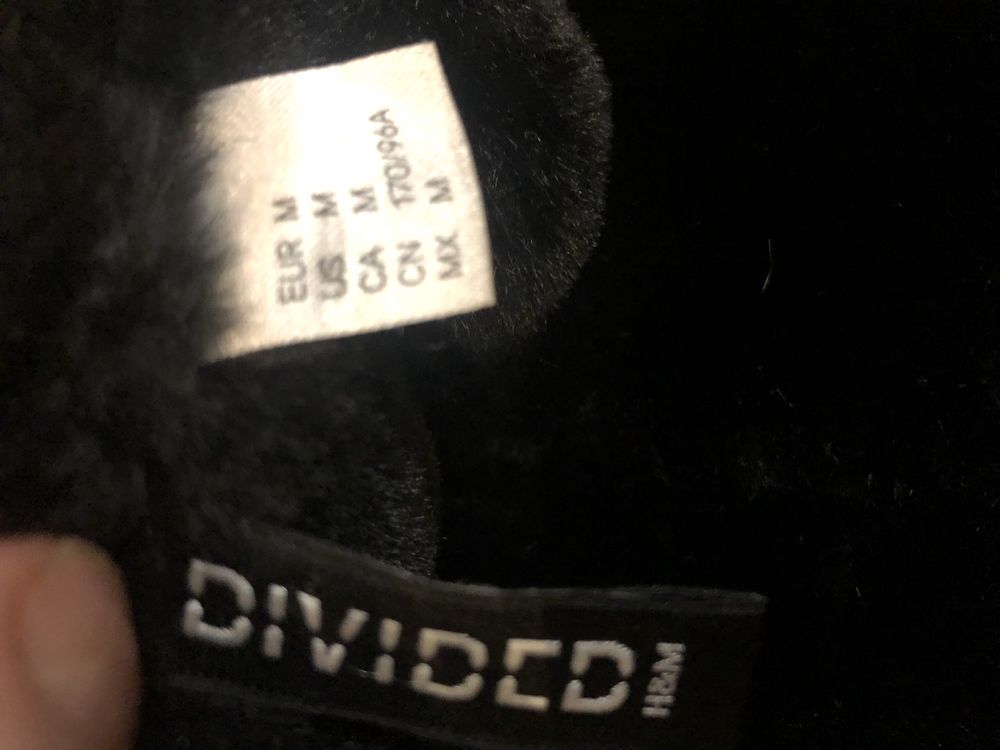 EUR M
US M
CA M
CN 170/96A
MX M
DIVIDED
H&M